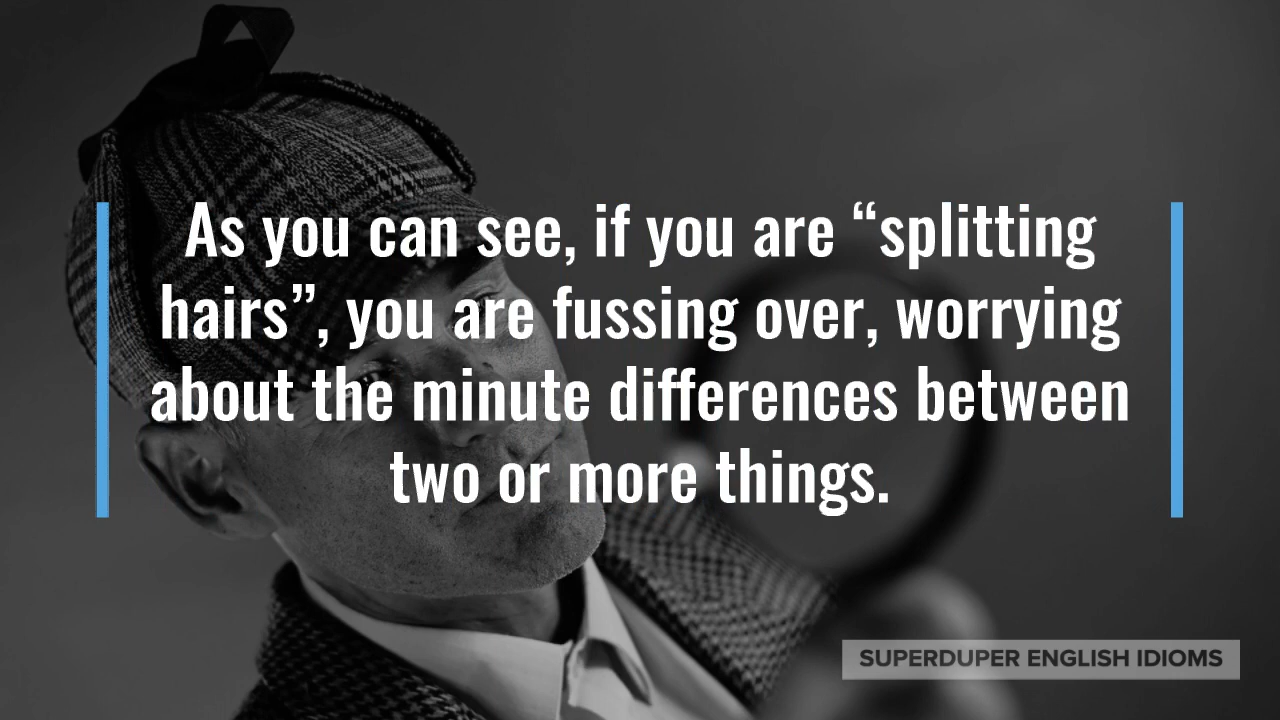 As you can see, if you are “splitting
hairs”, you are fussing over, worrying
about the minute differences between
two or more things.
SUPERDUPER ENGLISH IDIOMS